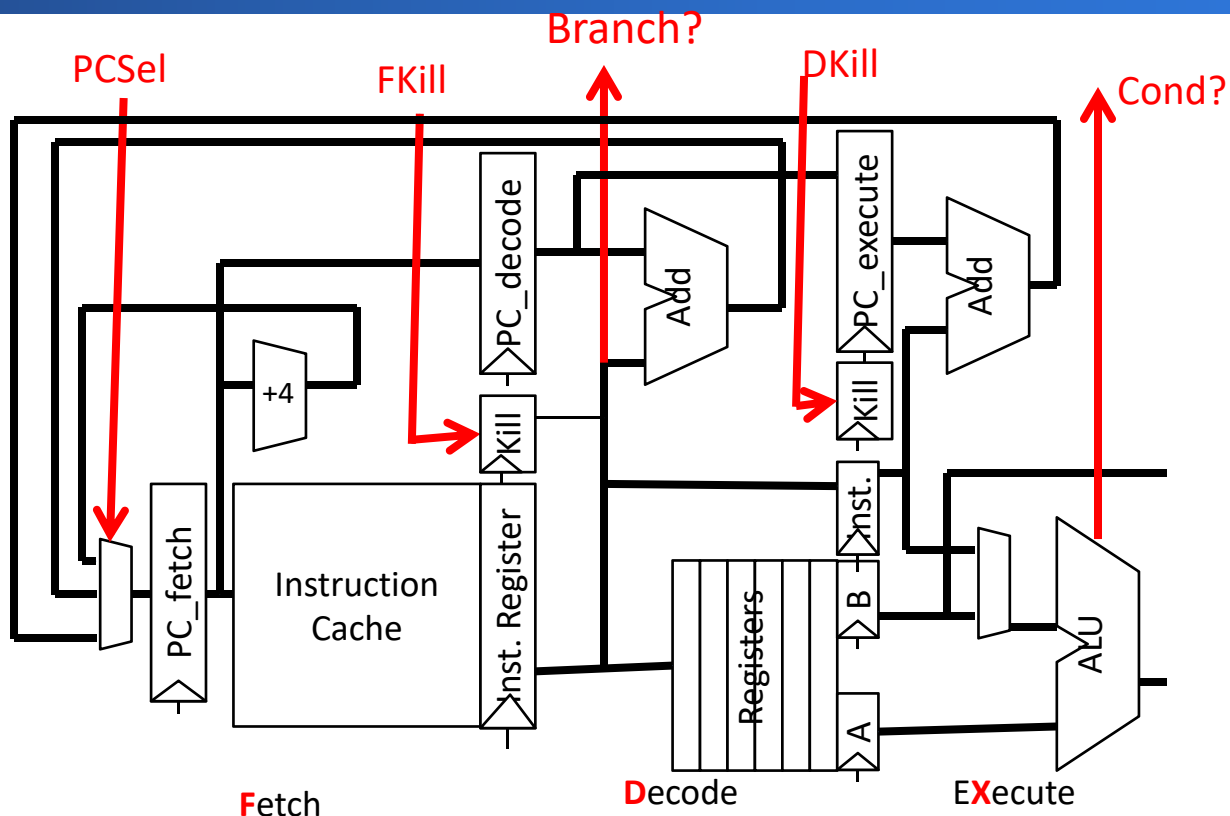 Branch?
PCSel
FKill
DKill
Cond?
PC_decode
Add
PC_execute
Add
+4
Kill
Kill
PC_fetch
Instruction
Cache
Inst. Register
Inst.
Registers
B
A
ALU
Fetch
Decode
EXecute